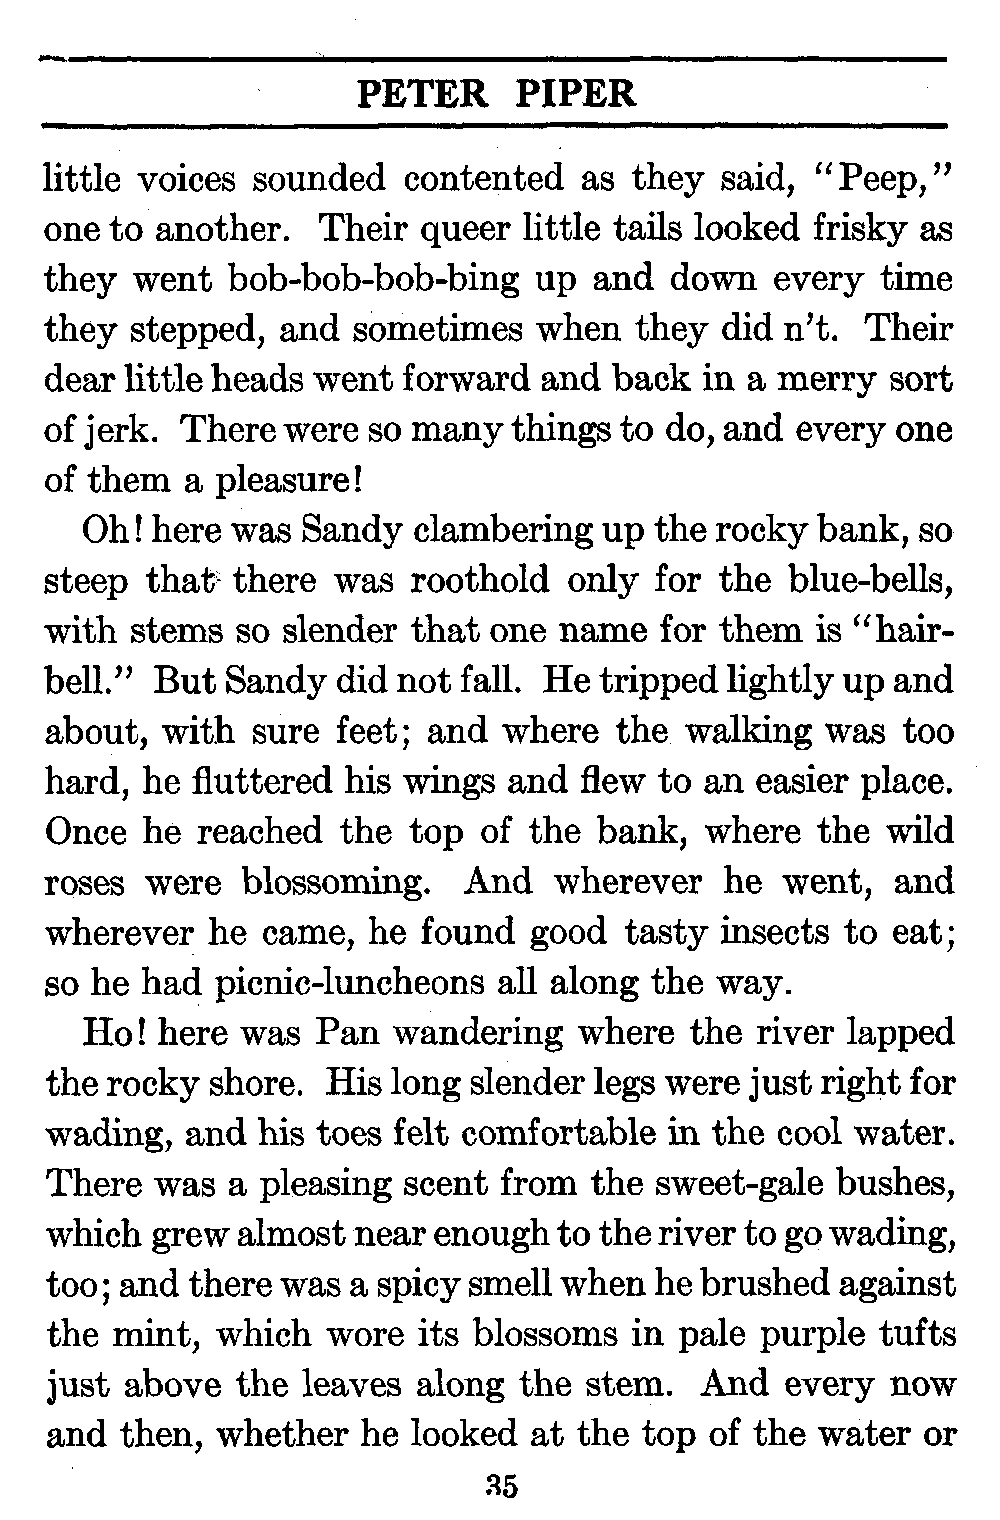 PETER PIPER
little voices sounded contented as they said, "Peep,"
one to another. Their queer little tails looked frisky as
they went bob-bob-bob-bing up and down every time
they stepped, and sometimes when they did n't. Their
dear little heads went forward and back in a merry sort
of jerk. There were so many things to do, and every one
of them a pleasure!
Oh! here was Sandy clambering up the rocky bank, so
steep that there was roothold only for the blue-bells,
with stems so slender that one name for them is "hair-
bell." But Sandy did not fall. He tripped lightly up and
about, with sure feet; and where the walking was too
hard, he fluttered his wings and flew to an easier place.
Once he reached the top of the bank, where the wild
roses were blossoming. And wherever he went, and
wherever he came, he found good tasty insects to eat;
so he had picnic-luncheons all along the way.
Ho! here was Pan wandering where the river lapped
the rocky shore. His long slender legs were just right for
wading, and his toes felt comfortable in the cool water.
There was a pleasing scent from the sweet-gale bushes,
which grew almost near enough to the river to go wading,
too; and there was a spicy smell when he brushed against
the mint, which wore its blossoms in pale purple tufts
just above the leaves along the stem. And every now
and then, whether he looked at the top of the water or
35